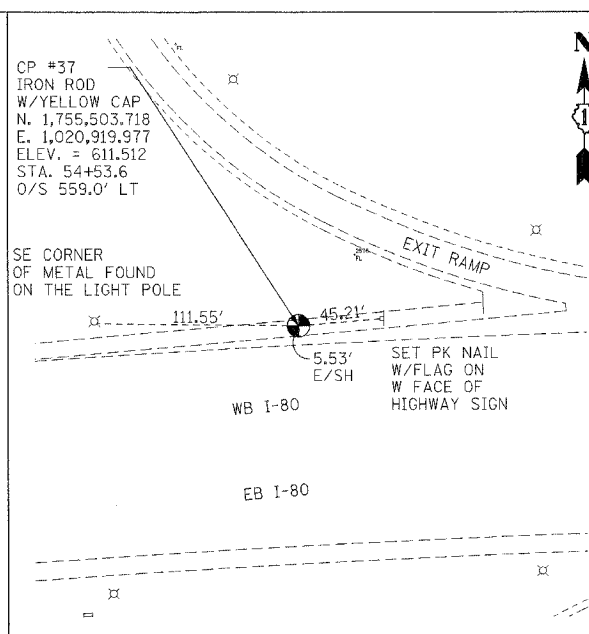 CP #37
IRON ROD
W/YELLOW CAP
N. 1,755,503.718
E. 1,020,919.977
ELEV. = 611.512
STA. 54+53.6
O/S 559.0' LT
N
SE CORNER
OF METAL FOUND
ON THE LIGHT POLE
EXIT RAMP
111.55'
45.21'
5.53'
E/SH
SET PK NAIL
W/FLAG ON
W FACE OF
HIGHWAY SIGN
WB I-80
EB I-80